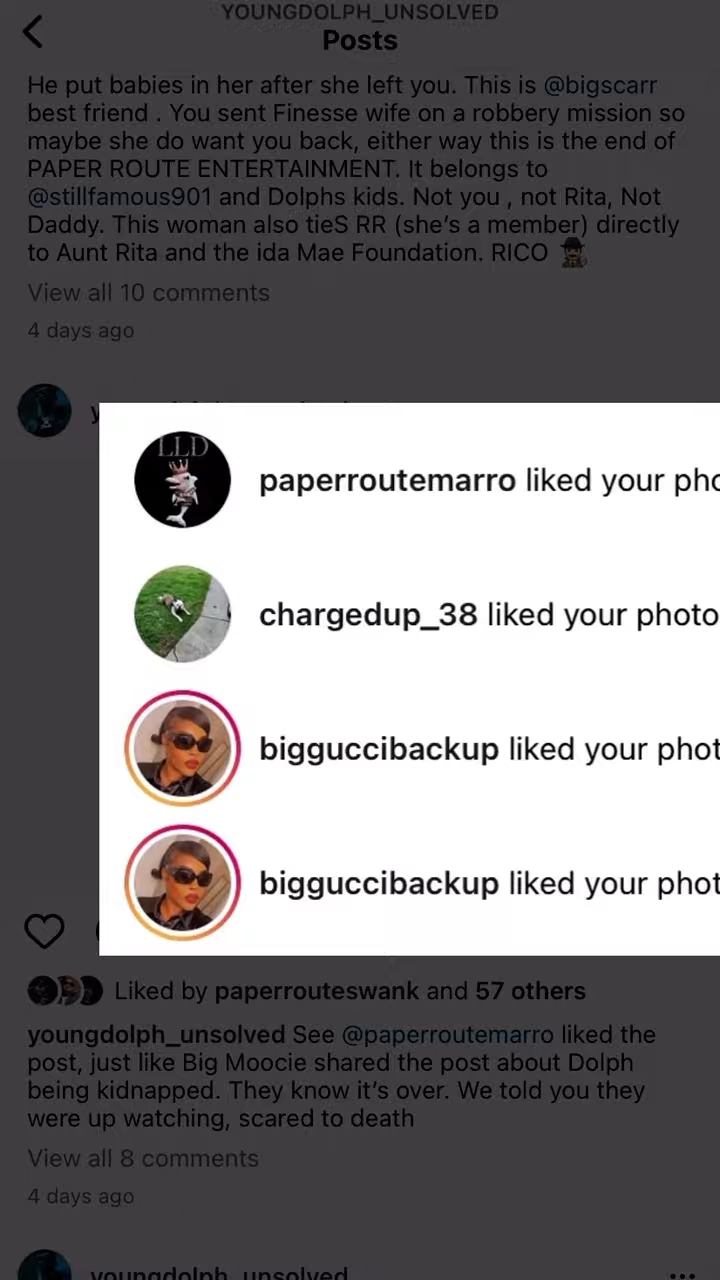 YOUNGDOLPH_UNSOLVED
Posts
He put babies in her after she left you. This is @bigscarr
best friend . You sent Finesse wife on a robbery mission so
maybe she do want you back, either way this is the end of
PAPER ROUTE ENTERTAINMENT. It belongs to
@stillfamous901 and Dolphs kids. Not you , not Rita, Not
Daddy. This woman also tieS RR (she's a member) directly
to Aunt Rita and the ida Mae Foundation. RICO
View all 10 comments
4 days ago
LLD
paperroutemarro liked your pho
chargedup_38 liked your photo
bigguccibackup liked your phot
bigguccibackup liked your phot
Liked by paperrouteswank and 57 others
youngdolph_unsolved See @paperroutemarro liked the
post, just like Big Moocie shared the post about Dolph
being kidnapped. They know it's over. We told you they
were up watching, scared to death
View all 8 comments
4 days ago
youngdolph_unsolved